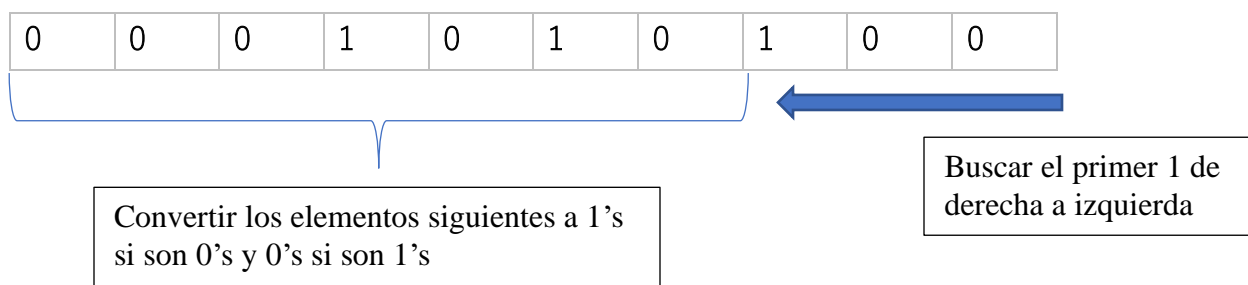 0 0 0 1 0 1 0 1 0 0
Buscar el primer 1 de
derecha a izquierda
Convertir los elementos siguientes a 1’s
si son 0’s y 0’s si son 1’s